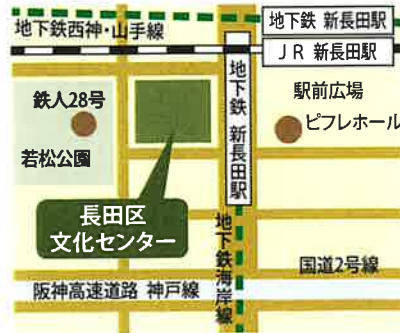 地下鉄 新長田駅
地下鉄西神・山手線
JR 新長田駅
地下鉄 新長田駅
駅前広場
鉄人28号
ピフレホール
若松公園
長田区
文化センター
地下鉄海岸線
国道2号線
阪神高速道路 神戸線